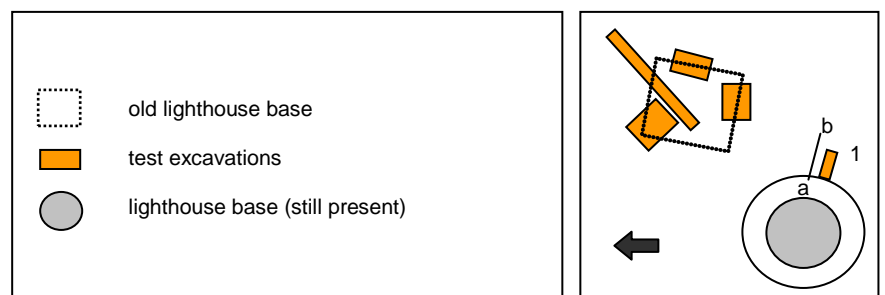 old lighthouse base
test excavations
lighthouse base (still present)
b
1
a